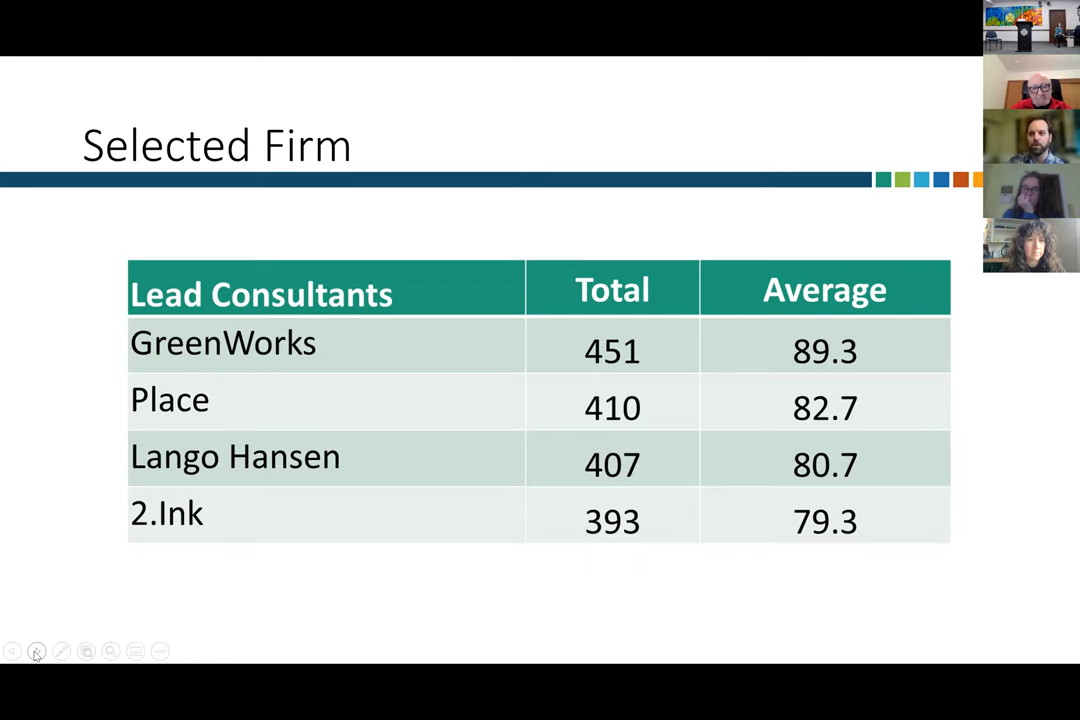 Selected Firm
Lead Consultants Total Average
GreenWorks 451 89.3
Place 410 82.7
Lango Hansen 407 80.7
2.Ink 393 79.3